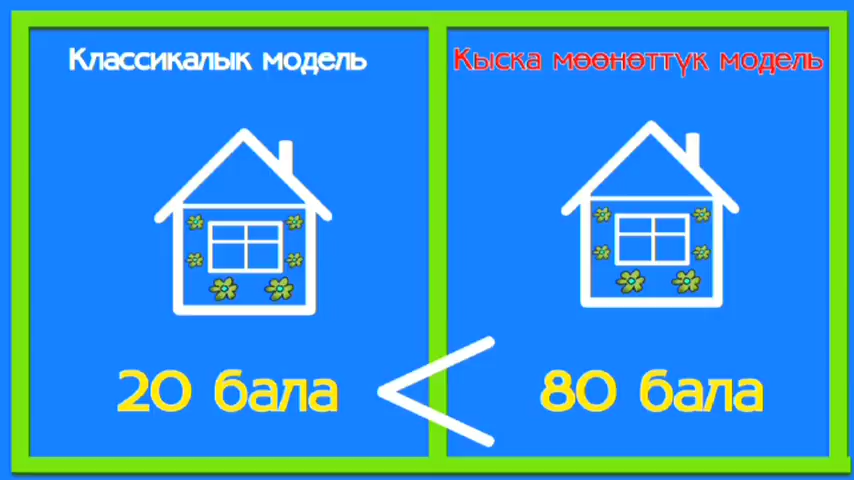 Классикалык модель
Кыска мөөнөттүк модель
20 бала < 80 бала